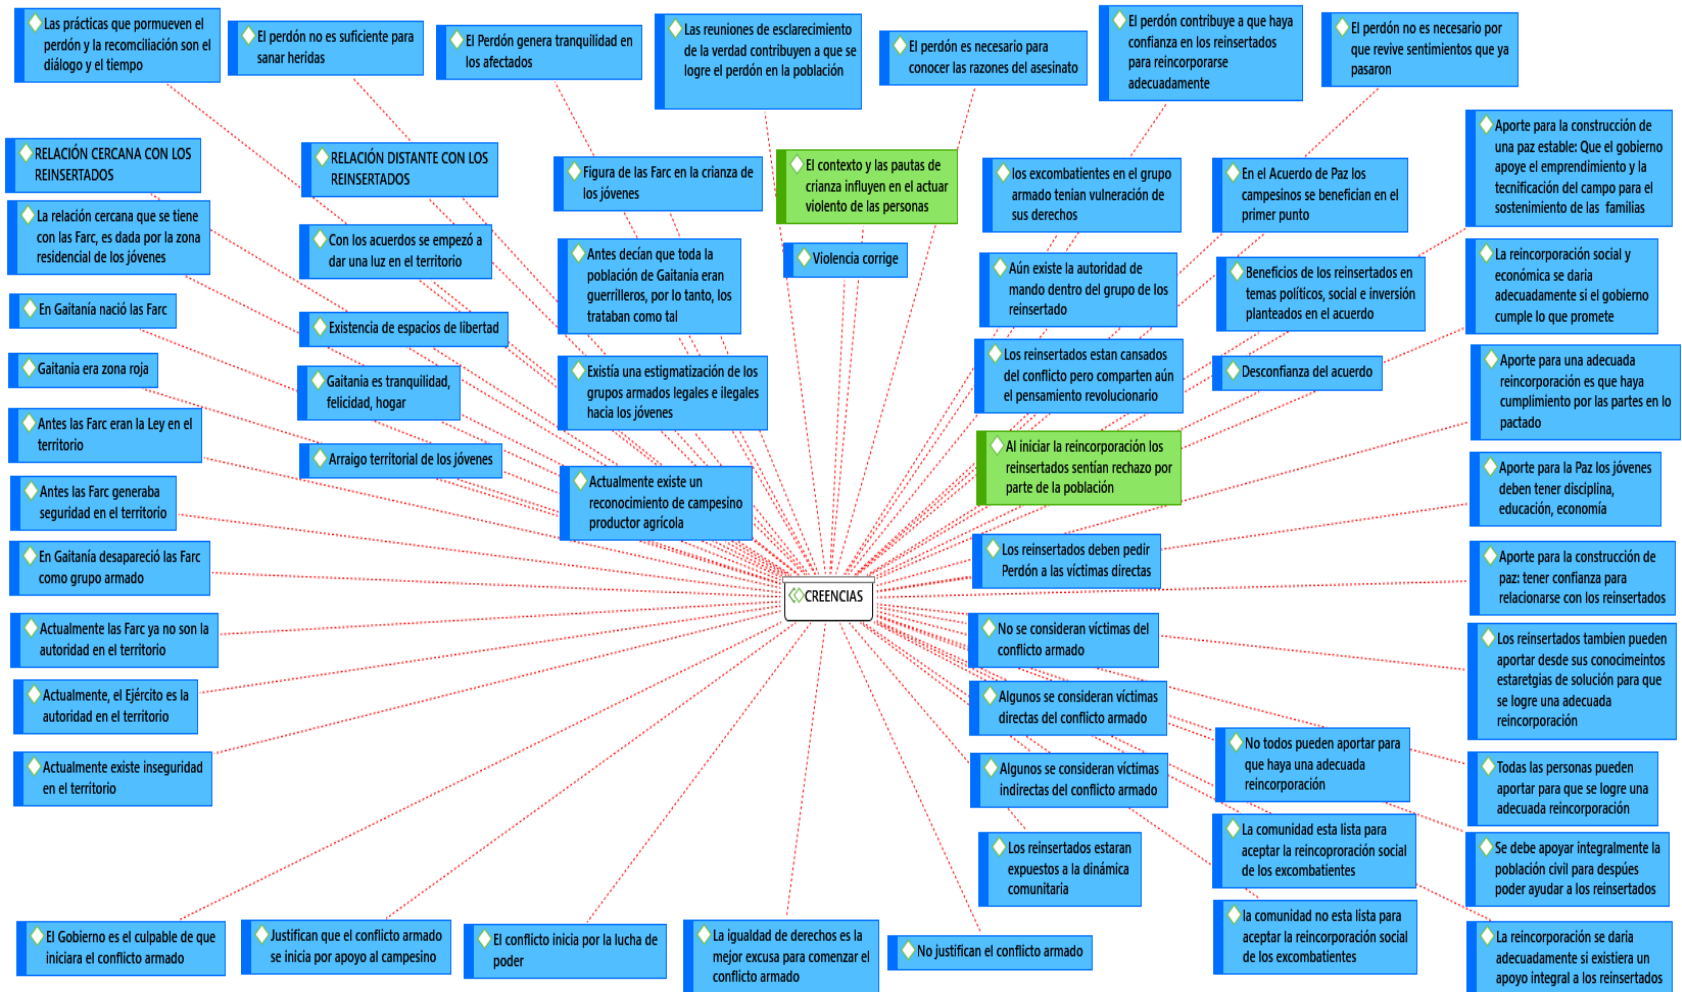 Las prácticas que pormueven el
perdón y la recomciliación son el
diálogo y el tiempo
El perdón no es suficiente para
sanar heridas
El Perdón genera tranquilidad en
los afectados
Las reuniones de esclarecimiento
de la verdad contribuyen a que se
logre el perdón en la población
El perdón es necesario para
conocer las razones del asesinato
El perdón contribuye a que haya
confianza en los reinsertados
para reincorporarse
adecuadamente
El perdón no es necesario por
que revive sentimientos que ya
pasaron
RELACIÓN CERCANA CON LOS
REINSERTADOS
La relación cercana que se tiene
con las Farc, es dada por la zona
residencial de los jóvenes
En Gaitanía nació las Farc
Gaitania era zona roja
Antes las Farc eran la Ley en el
territorio
Antes las Farc generaba
seguridad en el territorio
En Gaitanía desapareció las Farc
como grupo armado
Actualmente las Farc ya no son la
autoridad en el territorio
Actualmente, el Ejército es la
autoridad en el territorio
Actualmente existe inseguridad
en el territorio
RELACIÓN DISTANTE CON LOS
REINSERTADOS
Con los acuerdos se empezó a
dar una luz en el territorio
Existencia de espacios de libertad
Gaitania es tranquilidad,
felicidad, hogar
Arraigo territorial de los jóvenes
Figura de las Farc en la crianza de
los jóvenes
Antes decían que toda la
población de Gaitania eran
guerrilleros, por lo tanto, los
trataban como tal
Existía una estigmatización de los
grupos armados legales e ilegales
hacia los jóvenes
Actualmente existe un
reconocimiento de campesino
productor agrícola
El contexto y las pautas de
crianza influyen en el actuar
violento de las personas
Violencia corrige
los excombatientes en el grupo
armado tenian vulneración de
sus derechos
Aún existe la autoridad de
mando dentro del grupo de los
reinsertado
Los reinsertados estan cansados
del conflicto pero comparten aún
el pensamiento revolucionario
Al iniciar la reincorporación los
reinsertados sentían rechazo por
parte de la población
Los reinsertados deben pedir
Perdón a las víctimas directas
CREENCIAS
No se consideran víctimas del
conflicto armado
Algunos se consideran víctimas
directas del conflicto armado
Algunos se consideran víctimas
indirectas del conflicto armado
Los reinsertados estaran
expuestos a la dinámica
comunitaria
En el Acuerdo de Paz los
campesinos se benefician en el
primer punto
Beneficios de los reinsertados en
temas políticos, social e inversión
planteados en el acuerdo
Desconfianza del acuerdo
No todos pueden aportar para
que haya una adecuada
reincorporación
La comunidad esta lista para
aceptar la reincoproración social
de los excombatientes
la comunidad no esta lista para
aceptar la reincorporación social
de los excombatientes
Aporte para la construcción de
una paz estable: Que el gobierno
apoye el emprendimiento y la
tecnificación del campo para el
sostenimiento de las familias
La reincorporación social y
económica se daria
adecuadamente si el gobierno
cumple lo que promete
Aporte para una adecuada
reincorporación es que haya
cumplimiento por las partes en lo
pactado
Aporte para la Paz los jóvenes
deben tener disciplina,
educación, economía
Aporte para la construcción de
paz: tener confianza para
relacionarse con los reinsertados
Los reinsertados tambien pueden
aportar desde sus conocimeintos
estaretgias de solución para que
se logre una adecuada
reincorporación
Todas las personas pueden
aportar para que se logre una
adecuada reincorporación
Se debe apoyar integralmente la
población civil para despúes
poder ayudar a los reinsertados
La reincorporación se daria
adecuadamente si existiera un
apoyo integral a los reinsertados
El Gobierno es el culpable de que
iniciara el conflicto armado
Justifican que el conflicto armado
se inicia por apoyo al campesino
El conflicto inicia por la lucha de
poder
La igualdad de derechos es la
mejor excusa para comenzar el
conflicto armado
No justifican el conflicto armado